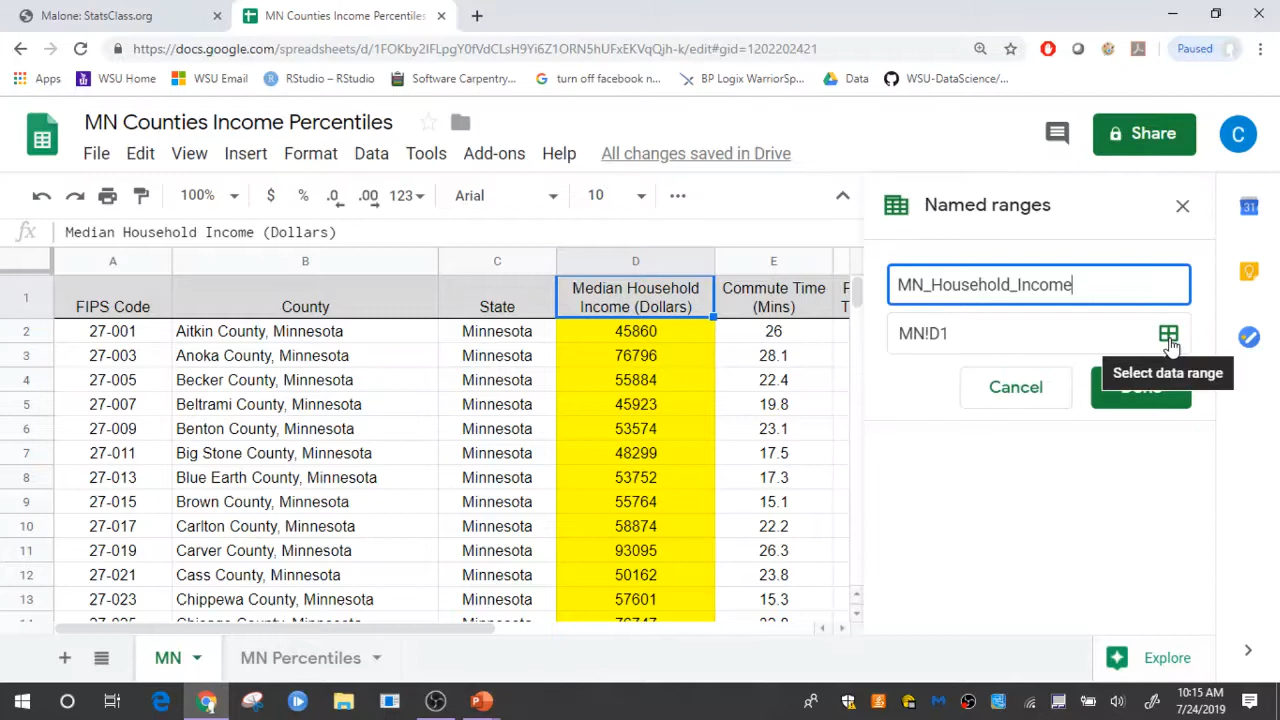 Malone: StatsClass.org
MN Counties Income Percentiles
https://docs.google.com/spreadsheets/d/1FOKby2IFLpgY0fVdCLsH9Yi6Z1ORN5hUFxEKVqQjh-k/edit#gid=1202202421
Paused
Apps WSU Home WSU Email RStudio – RStudio Software Carpentry... turn off facebook n... BP Logix WarriorSp... Data WSU-DataScience/...
MN Counties Income Percentiles
Share
C
File Edit View Insert Format Data Tools Add-ons Help All changes saved in Drive
100% $ % .0 .00 123 Arial 10
Named ranges
fx Median Household Income (Dollars)
A B C D E
MN_Household_Income
1 FIPS Code County State Median Household Income (Dollars) Commute Time (Mins)
MN!D1
Select data range
Cancel
2 27-001 Aitkin County, Minnesota Minnesota 45860 26
3 27-003 Anoka County, Minnesota Minnesota 76796 28.1
4 27-005 Becker County, Minnesota Minnesota 55884 22.4
5 27-007 Beltrami County, Minnesota Minnesota 45923 19.8
6 27-009 Benton County, Minnesota Minnesota 53574 23.1
7 27-011 Big Stone County, Minnesota Minnesota 48299 17.5
8 27-013 Blue Earth County, Minnesota Minnesota 53752 17.3
9 27-015 Brown County, Minnesota Minnesota 55764 15.1
10 27-017 Carlton County, Minnesota Minnesota 58874 22.2
11 27-019 Carver County, Minnesota Minnesota 93095 26.3
12 27-021 Cass County, Minnesota Minnesota 50162 23.8
13 27-023 Chippewa County, Minnesota Minnesota 57601 15.3
MN MN Percentiles
Explore
10:15 AM
7/24/2019